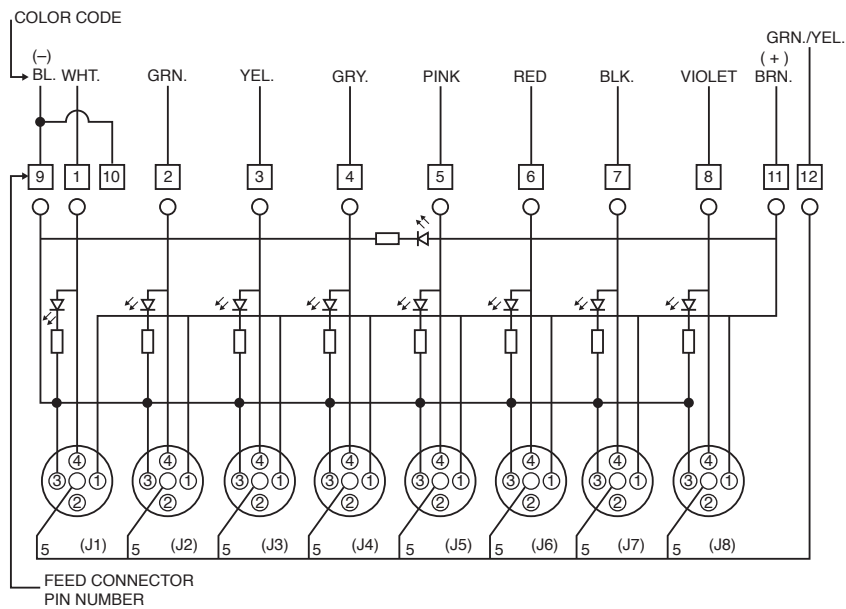 COLOR CODE
GRN./YEL.
(–) ( + )
BL. WHT. GRN. YEL. GRY. PINK RED BLK. VIOLET BRN.
9 1 10 2 3 4 5 6 7 8 11 12
4 4 4 4 4 4 4 4
3 1 3 1 3 1 3 1 3 1 3 1 3 1 3 1
2 2 2 2 2 2 2 2
5 (J1) 5 (J2) 5 (J3) 5 (J4) 5 (J5) 5 (J6) 5 (J7) 5 (J8)
FEED CONNECTOR
PIN NUMBER